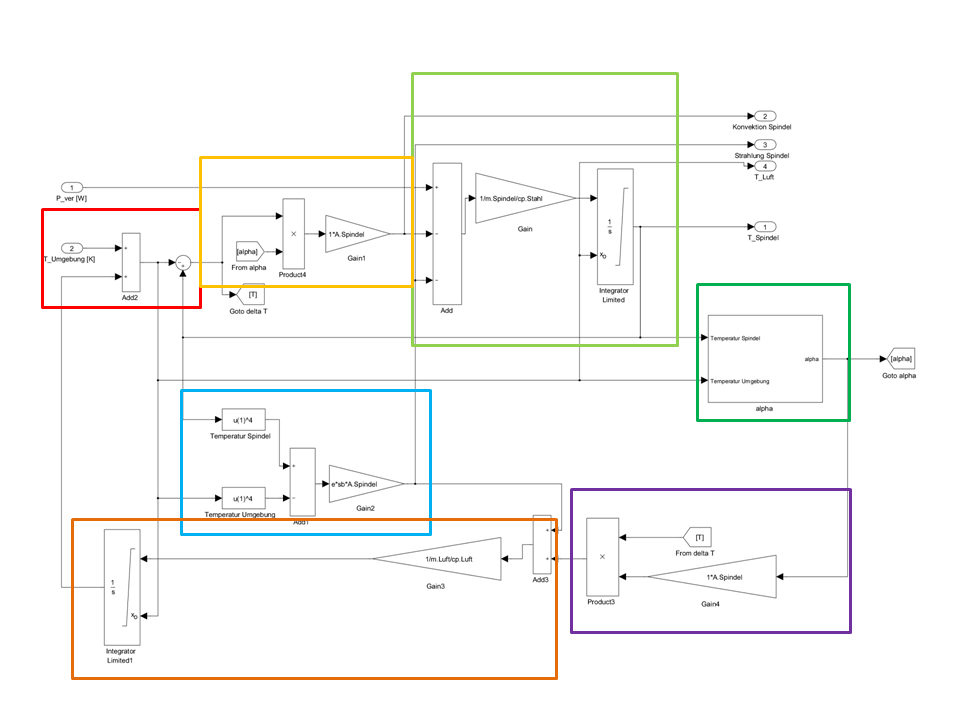 2
Konvektion Spindel
3
Strahlung Spindel
4
T_Luft
1
P_ver [W]
+
1/m.Spindel/cp.Stahl
Gain
1
s
xo
Integrator
Limited
1
T_Spindel
2
T_Umgebung [K]
+
+
Add2
-
+
[alpha]
From alpha
×
Product4
1*A.Spindel
Gain1
[T]
Goto delta T
-
-
Add
Temperatur Spindel
alpha
Temperatur Umgebung
alpha
[alpha]
Goto alpha
u(1)^4
Temperatur Spindel
+
-
e*sb*A.Spindel
Gain2
u(1)^4
Temperatur Umgebung
Add1
1
s
xo
Integrator
Limited1
1/m.Luft/cp.Luft
Gain3
+
+
Add3
×
Product3
[T]
From delta T
1*A.Spindel
Gain4